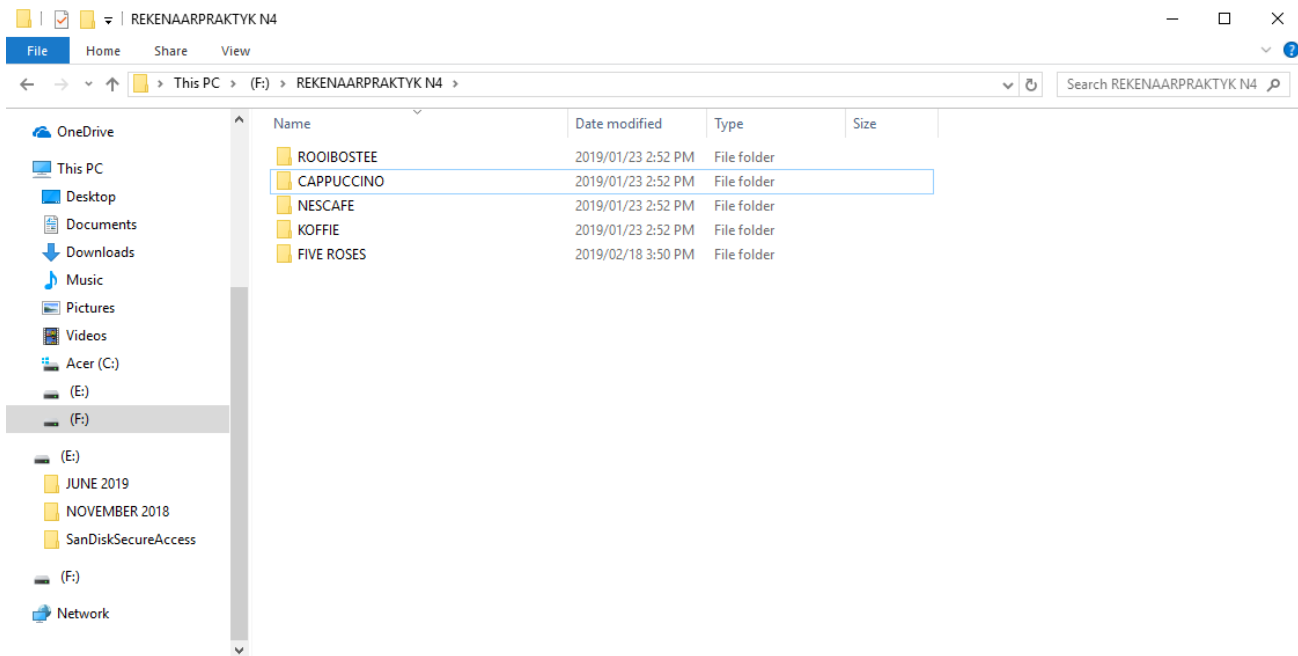 REKENAARPRAKTYK N4
File Home Share View
This PC (F:) REKENAARPRAKTYK N4 Search REKENAARPRAKTYK N4
OneDrive
This PC
Desktop
Documents
Downloads
Music
Pictures
Videos
Acer (C:)
(E:)
(F:)
(E:)
JUNE 2019
NOVEMBER 2018
SanDiskSecureAccess
(F:)
Network
Name Date modified Type Size
ROOIBOSTEE 2019/01/23 2:52 PM File folder
CAPPUCCINO 2019/01/23 2:52 PM File folder
NESCAFE 2019/01/23 2:52 PM File folder
KOFFIE 2019/01/23 2:52 PM File folder
FIVE ROSES 2019/02/18 3:50 PM File folder